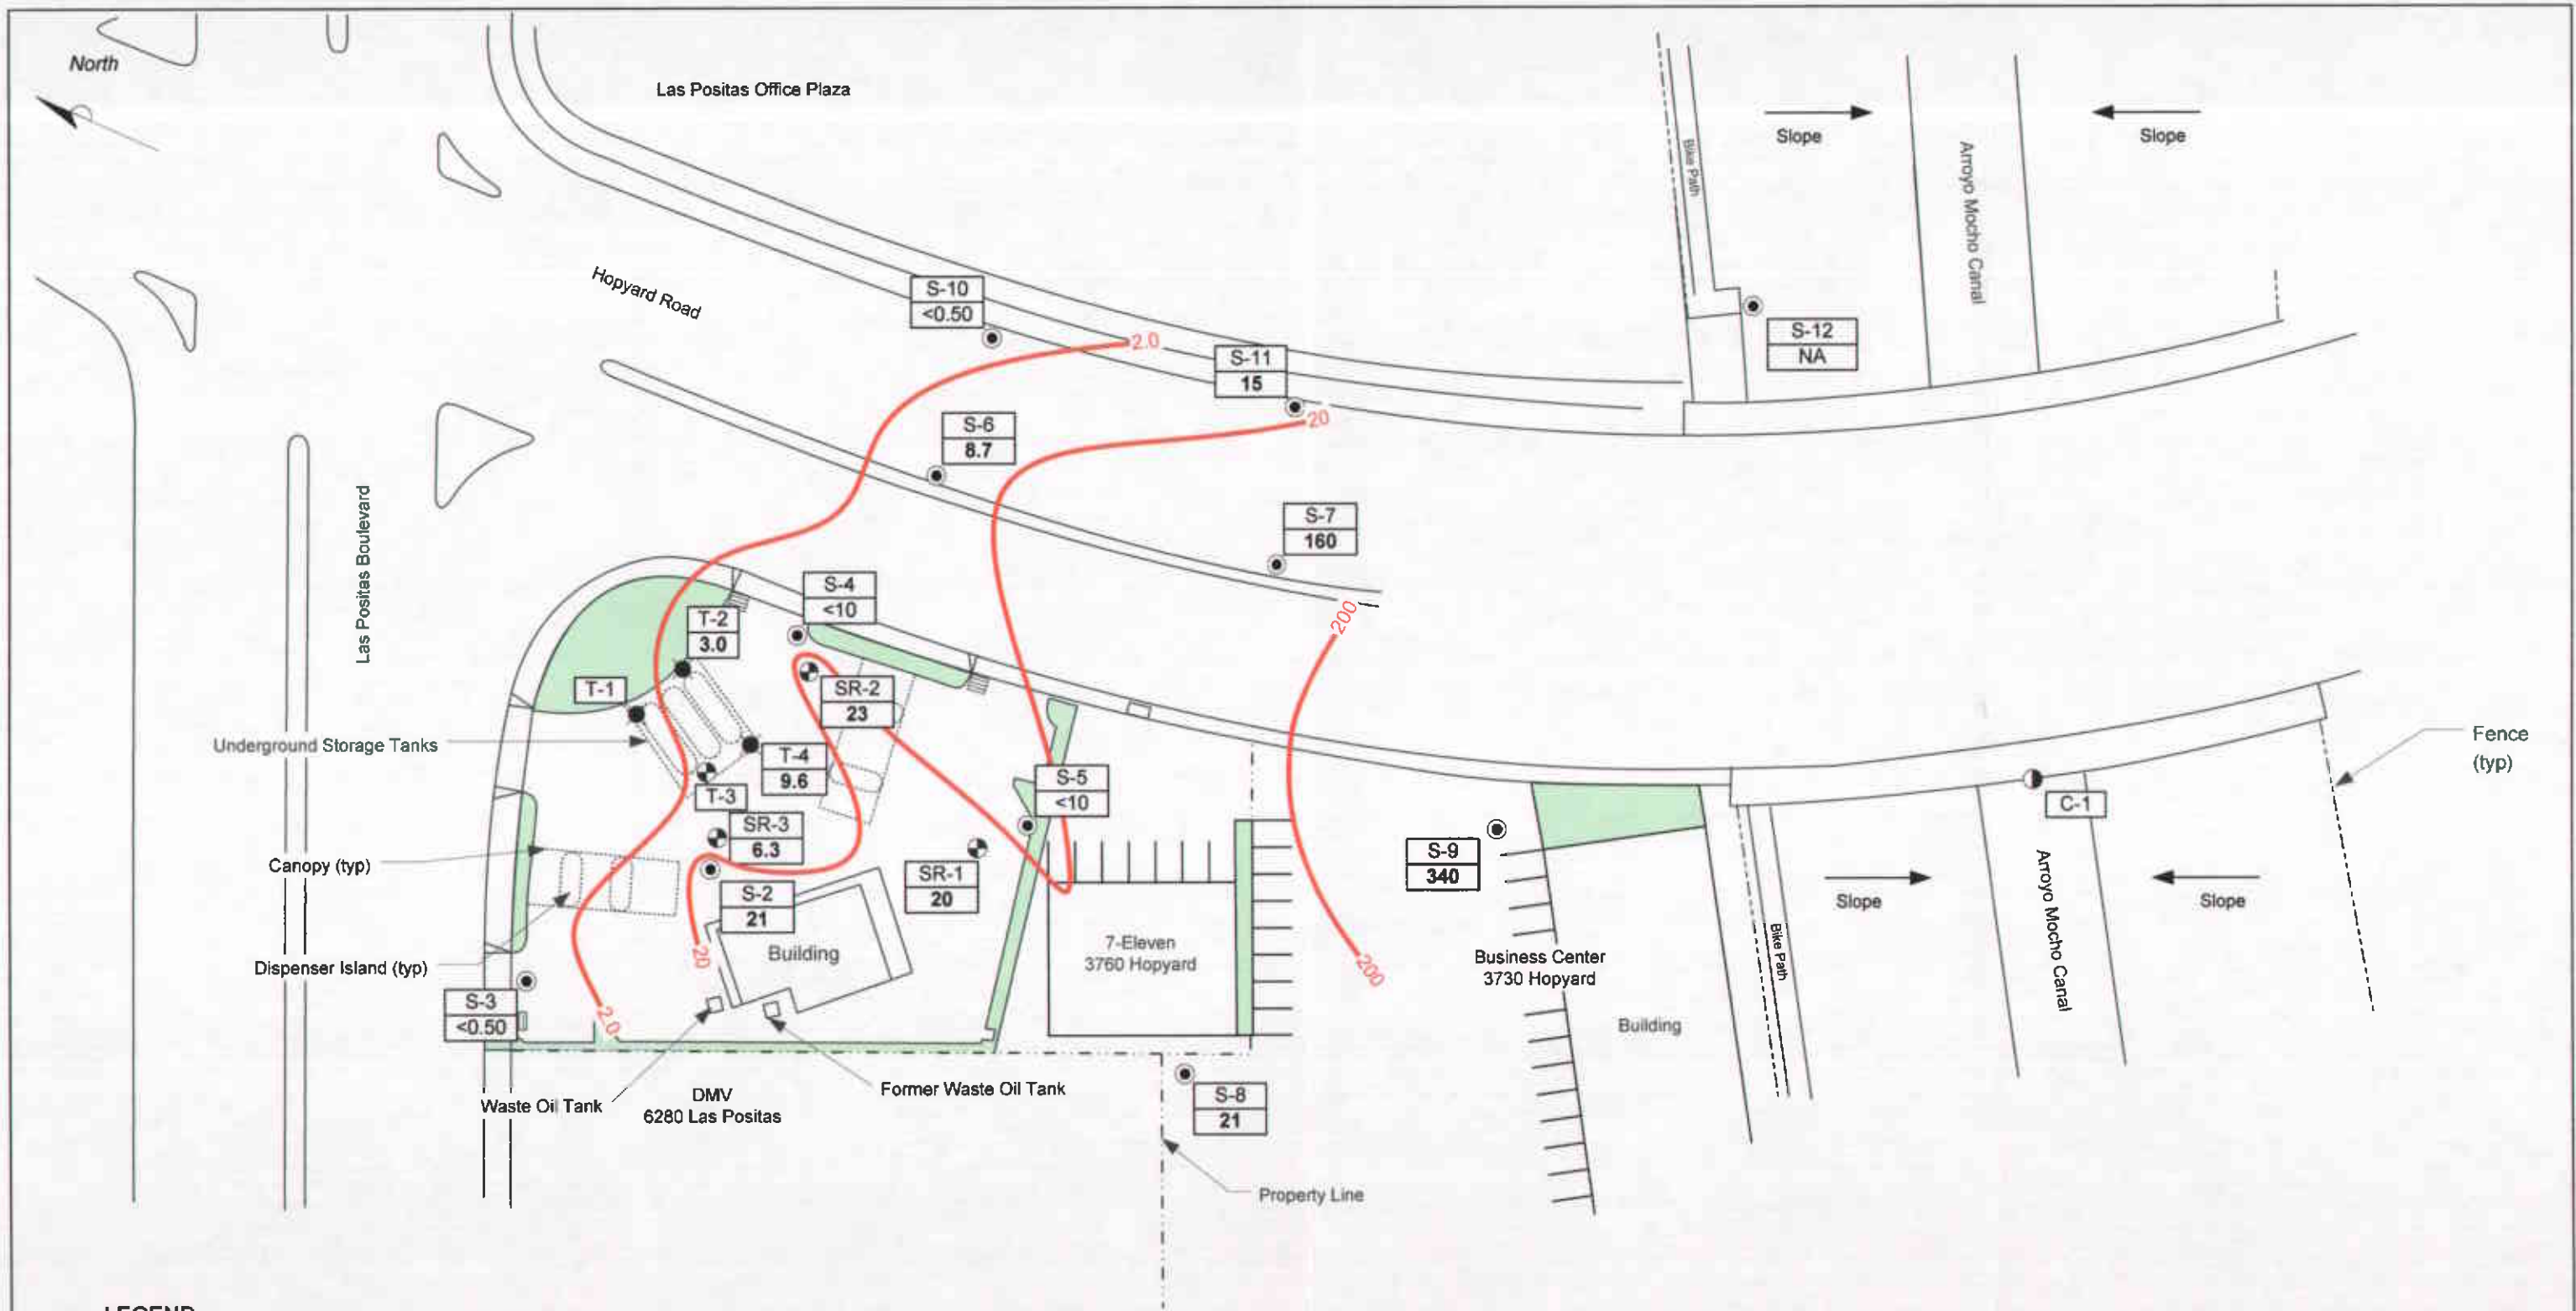 North
Las Positas Office Plaza
Slope
Slope
Bike Path
Arroyo Mocho Canal
Hopyard Road
S-10
<0.50
2.0
S-11
15
20
S-12
NA
S-6
8.7
S-7
160
Las Positas Boulevard
S-4
<10
T-2
3.0
200
T-1
SR-2
23
Underground Storage Tanks
T-4
9.6
T-3
S-5
<10
Fence
(typ)
C-1
SR-3
6.3
Canopy (typ)
SR-1
20
S-9
340
S-2
21
Slope
Slope
Bike Path
Arroyo Mocho Canal
20
Building
7-Eleven
3760 Hopyard
200
Business Center
3730 Hopyard
Dispenser Island (typ)
S-3
<0.50
2.0
Building
Waste Oil Tank
DMV
6280 Las Positas
Former Waste Oil Tank
S-8
21
Property Line
LEGEND